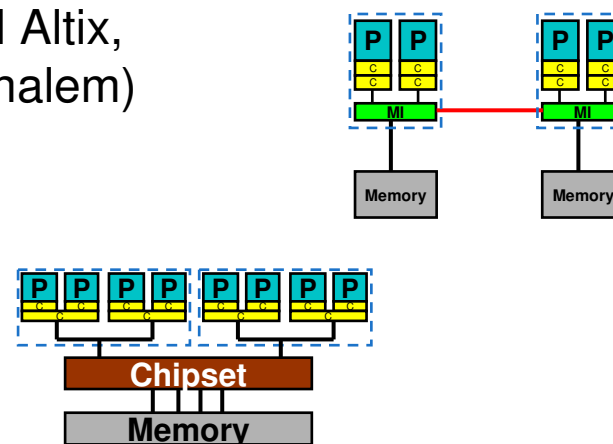 l Altix,
halem)
P P P P
C C C C
C C C C
MI MI
Memory Memory
P P P P P P P P
C C C C C C C C
C C C C
Chipset
Memory